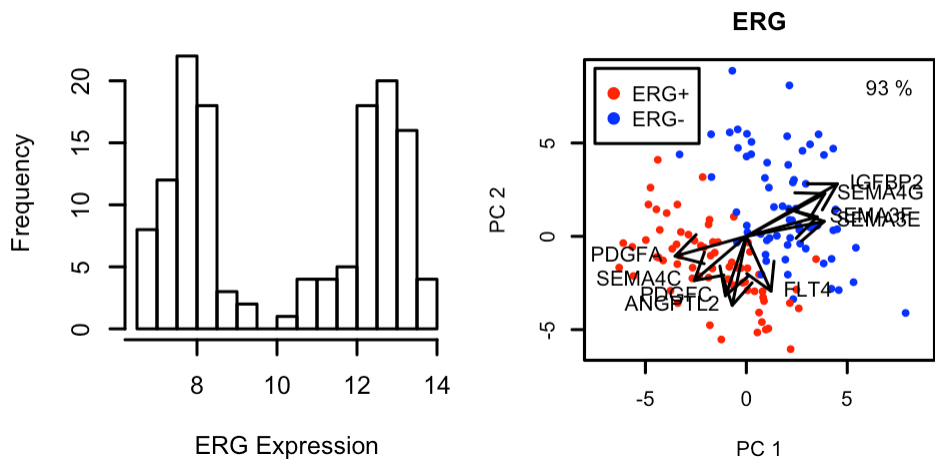 Frequency
0
5
10
15
20
8
10
12
14
ERG Expression
ERG
93 %
ERG+
ERG-
PC 2
5
0
-5
IGFBP2
SEMA4G
SEMA3F
SEMA3E
PDGFA
SEMA4C
PDGFC
ANGPTL2
FLT4
-5
0
5
PC 1